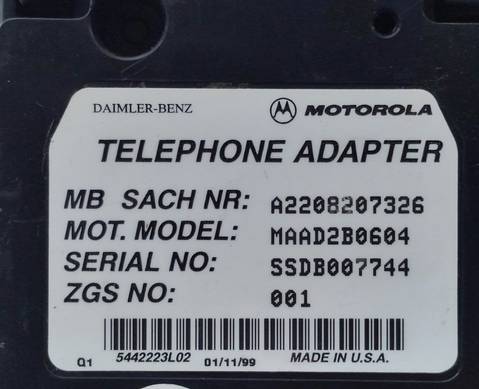 DAIMLER-BENZ MOTOROLA
TELEPHONE ADAPTER
MB SACH NR: A2208207326
MOT. MODEL: MAAD2B0604
SERIAL NO: SSDB007744
ZGS NO: 001
Q1 5442223L02 01/11/99 MADE IN U.S.A.